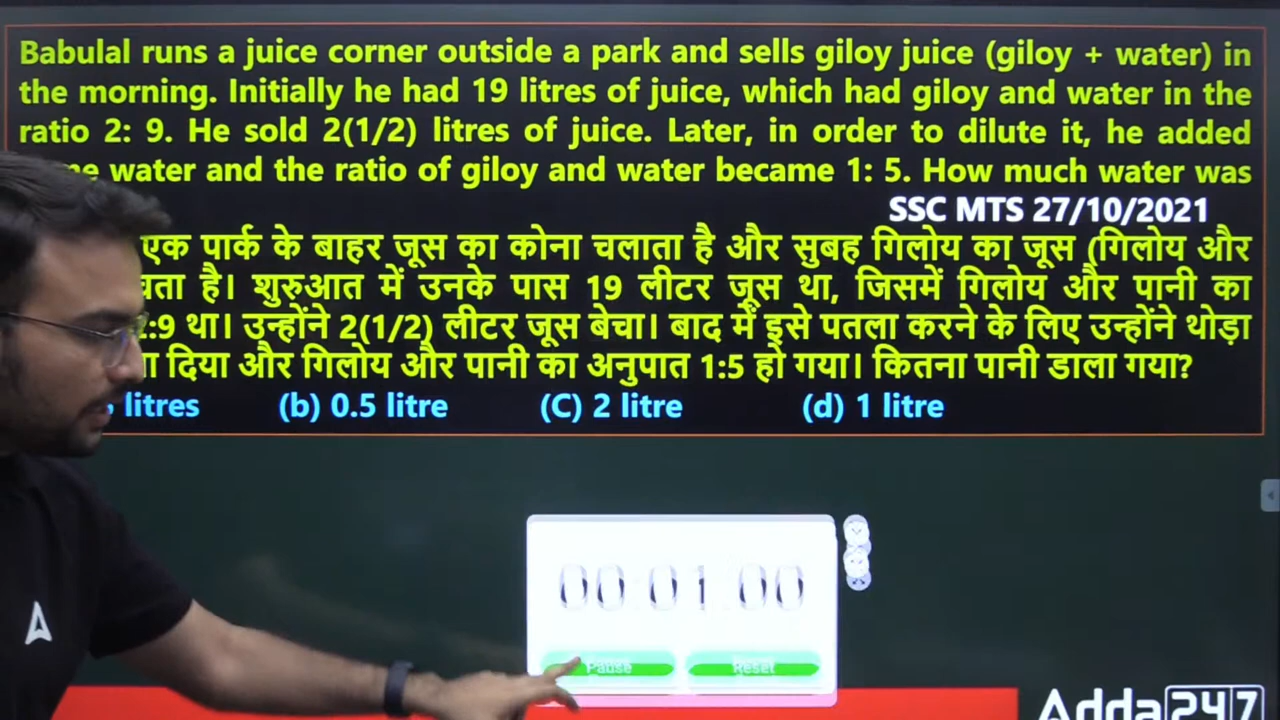 Babulal runs a juice corner outside a park and sells giloy juice (giloy + water) in
the morning. Initially he had 19 litres of juice, which had giloy and water in the
ratio 2: 9. He sold 2(1/2) litres of juice. Later, in order to dilute it, he added
water and the ratio of giloy and water became 1: 5. How much water was
SSC MTS 27/10/2021
एक पार्क के बाहर जूस का कोना चलाता है और सुबह गिलोय का जूस (गिलोय और
है। शुरुआत में उनके पास 19 लीटर जूस था, जिसमें गिलोय और पानी का
2:9 था। उन्होंने 2(1/2) लीटर जूस बेचा। बाद में इसे पतला करने के लिए उन्होंने थोड़ा
दिया और गिलोय और पानी का अनुपात 1:5 हो गया। कितना पानी डाला गया?
litres (b) 0.5 litre (C) 2 litre (d) 1 litre
00 01 00
Pause Reset
Adda247